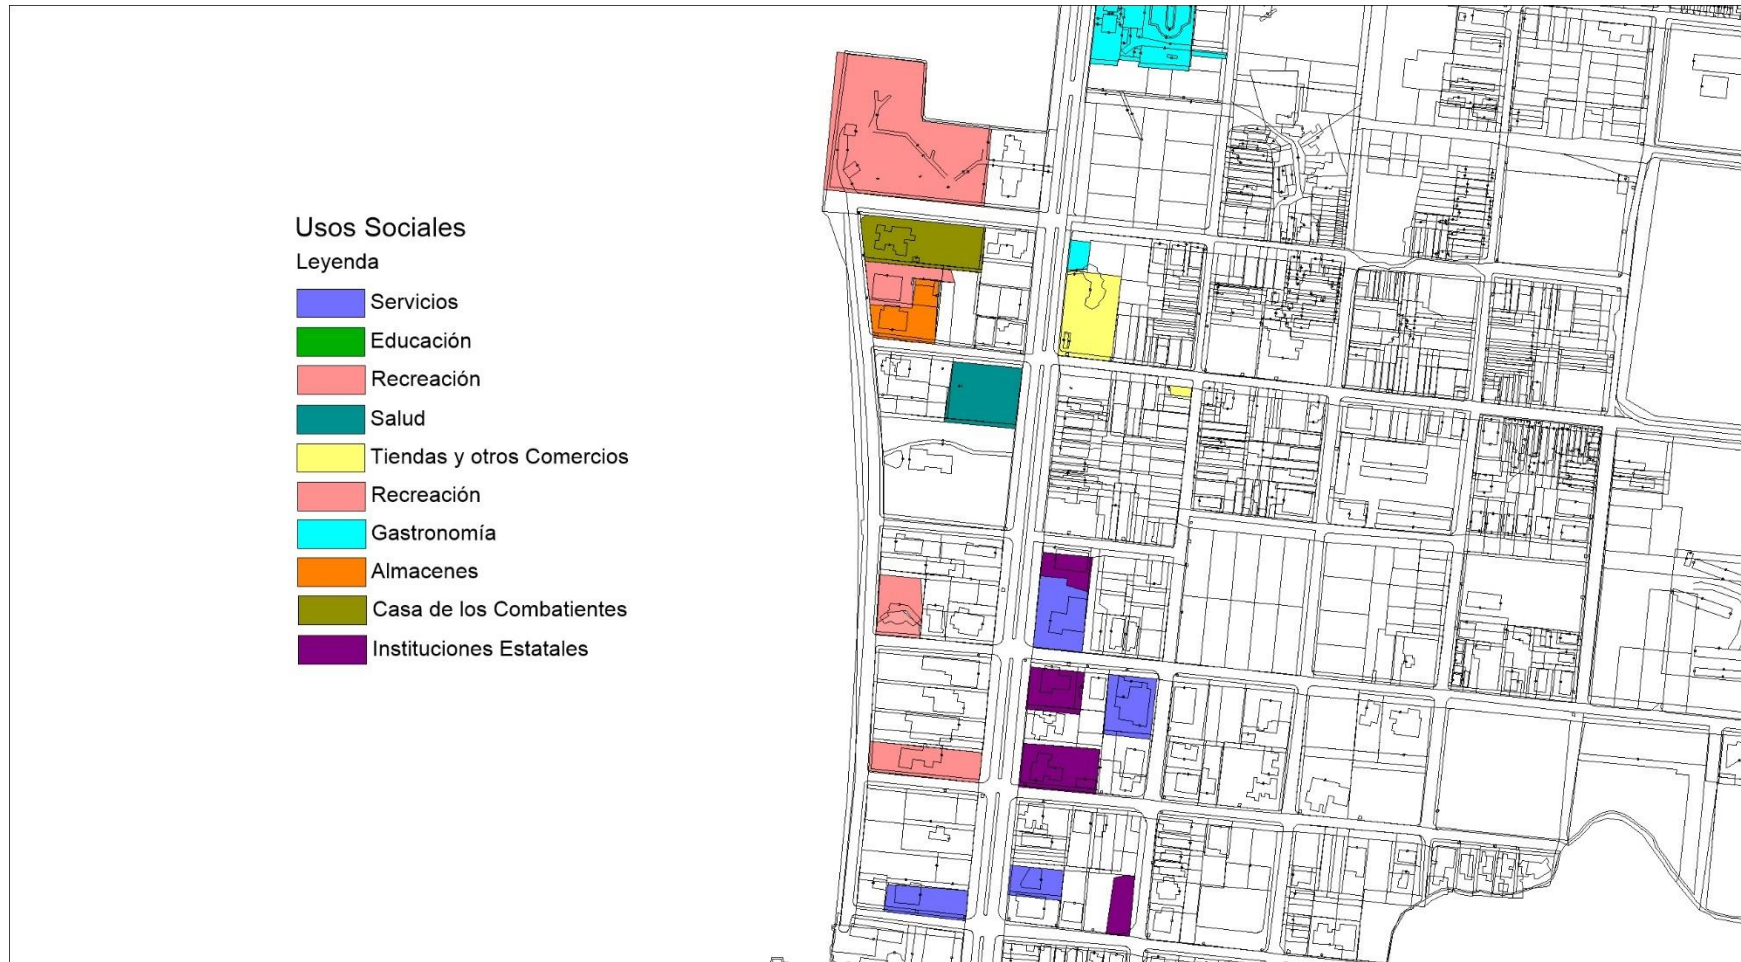 Usos Sociales
Leyenda
Servicios
Educación
Recreación
Salud
Tiendas y otros Comercios
Recreación
Gastronomía
Almacenes
Casa de los Combatientes
Instituciones Estatales